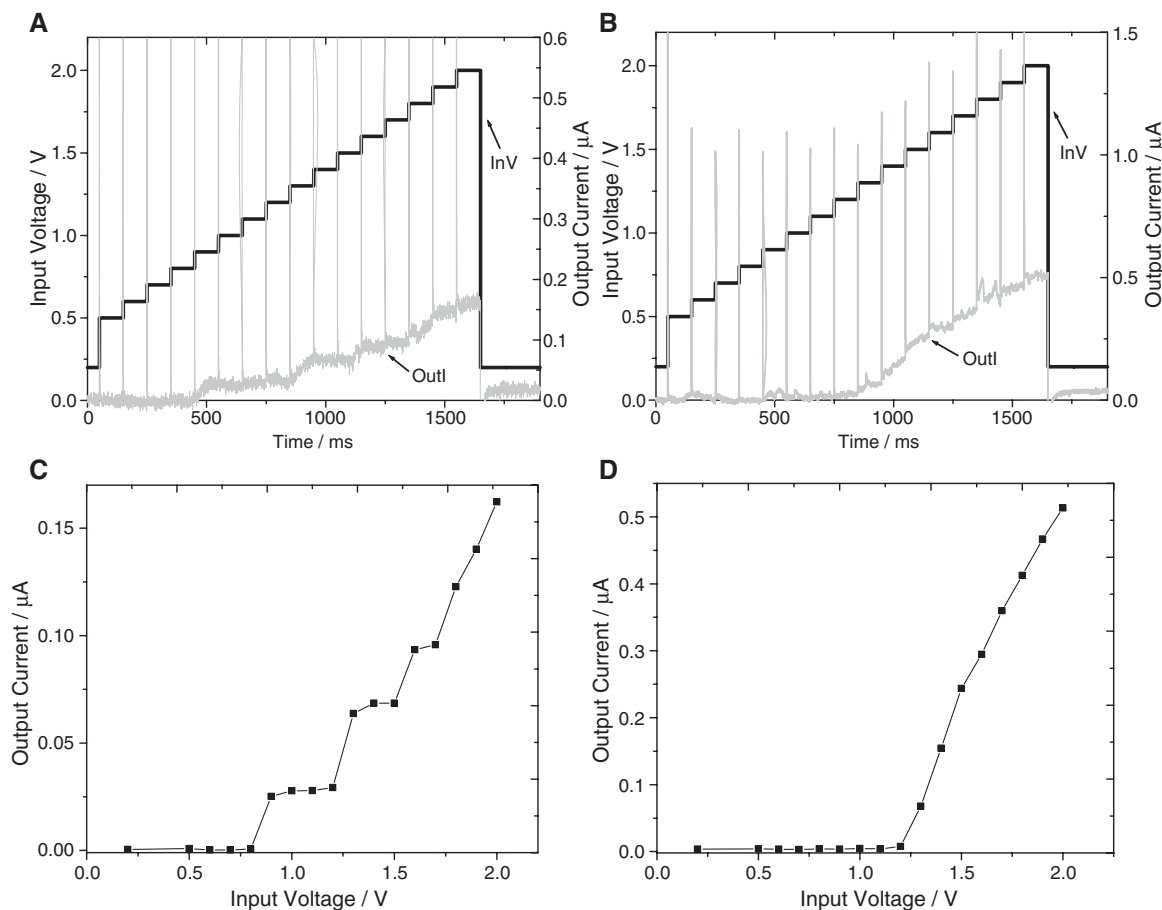 A
Input Voltage / V
2.0
1.5
1.0
0.5
0.0
0.6
0.5
0.4
0.3
0.2
0.1
0.0
Output Current / μA
InV
OutI
0
500
1000
1500
Time / ms
B
Input Voltage / V
2.0
1.5
1.0
0.5
0.0
1.5
1.0
0.5
0.0
Output Current / μA
InV
OutI
0
500
1000
1500
Time / ms
C
Output Current / μA
0.15
0.10
0.05
0.00
0.0
0.5
1.0
1.5
2.0
Input Voltage / V
D
Output Current / μA
0.5
0.4
0.3
0.2
0.1
0.0
0.0
0.5
1.0
1.5
2.0
Input Voltage / V